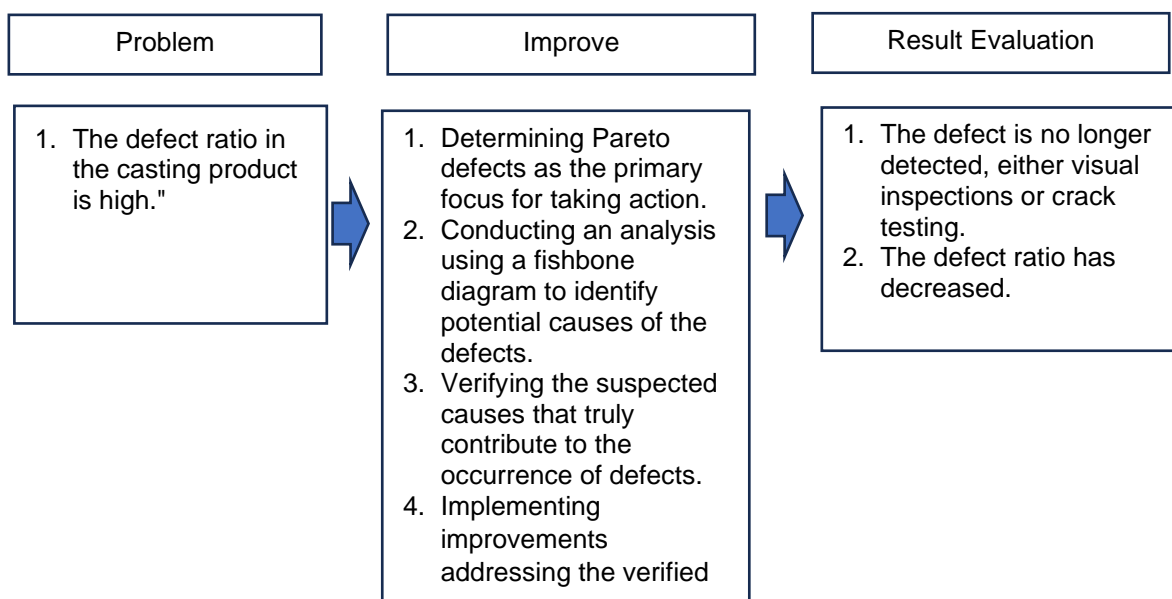 Problem
Improve
Result Evaluation
1. The defect ratio in
the casting product
is high."
1. Determining Pareto
defects as the primary
focus for taking action.
2. Conducting an analysis
using a fishbone
diagram to identify
potential causes of the
defects.
3. Verifying the suspected
causes that truly
contribute to the
occurrence of defects.
4. Implementing
improvements
addressing the verified
1. The defect is no longer
detected, either visual
inspections or crack
testing.
2. The defect ratio has
decreased.